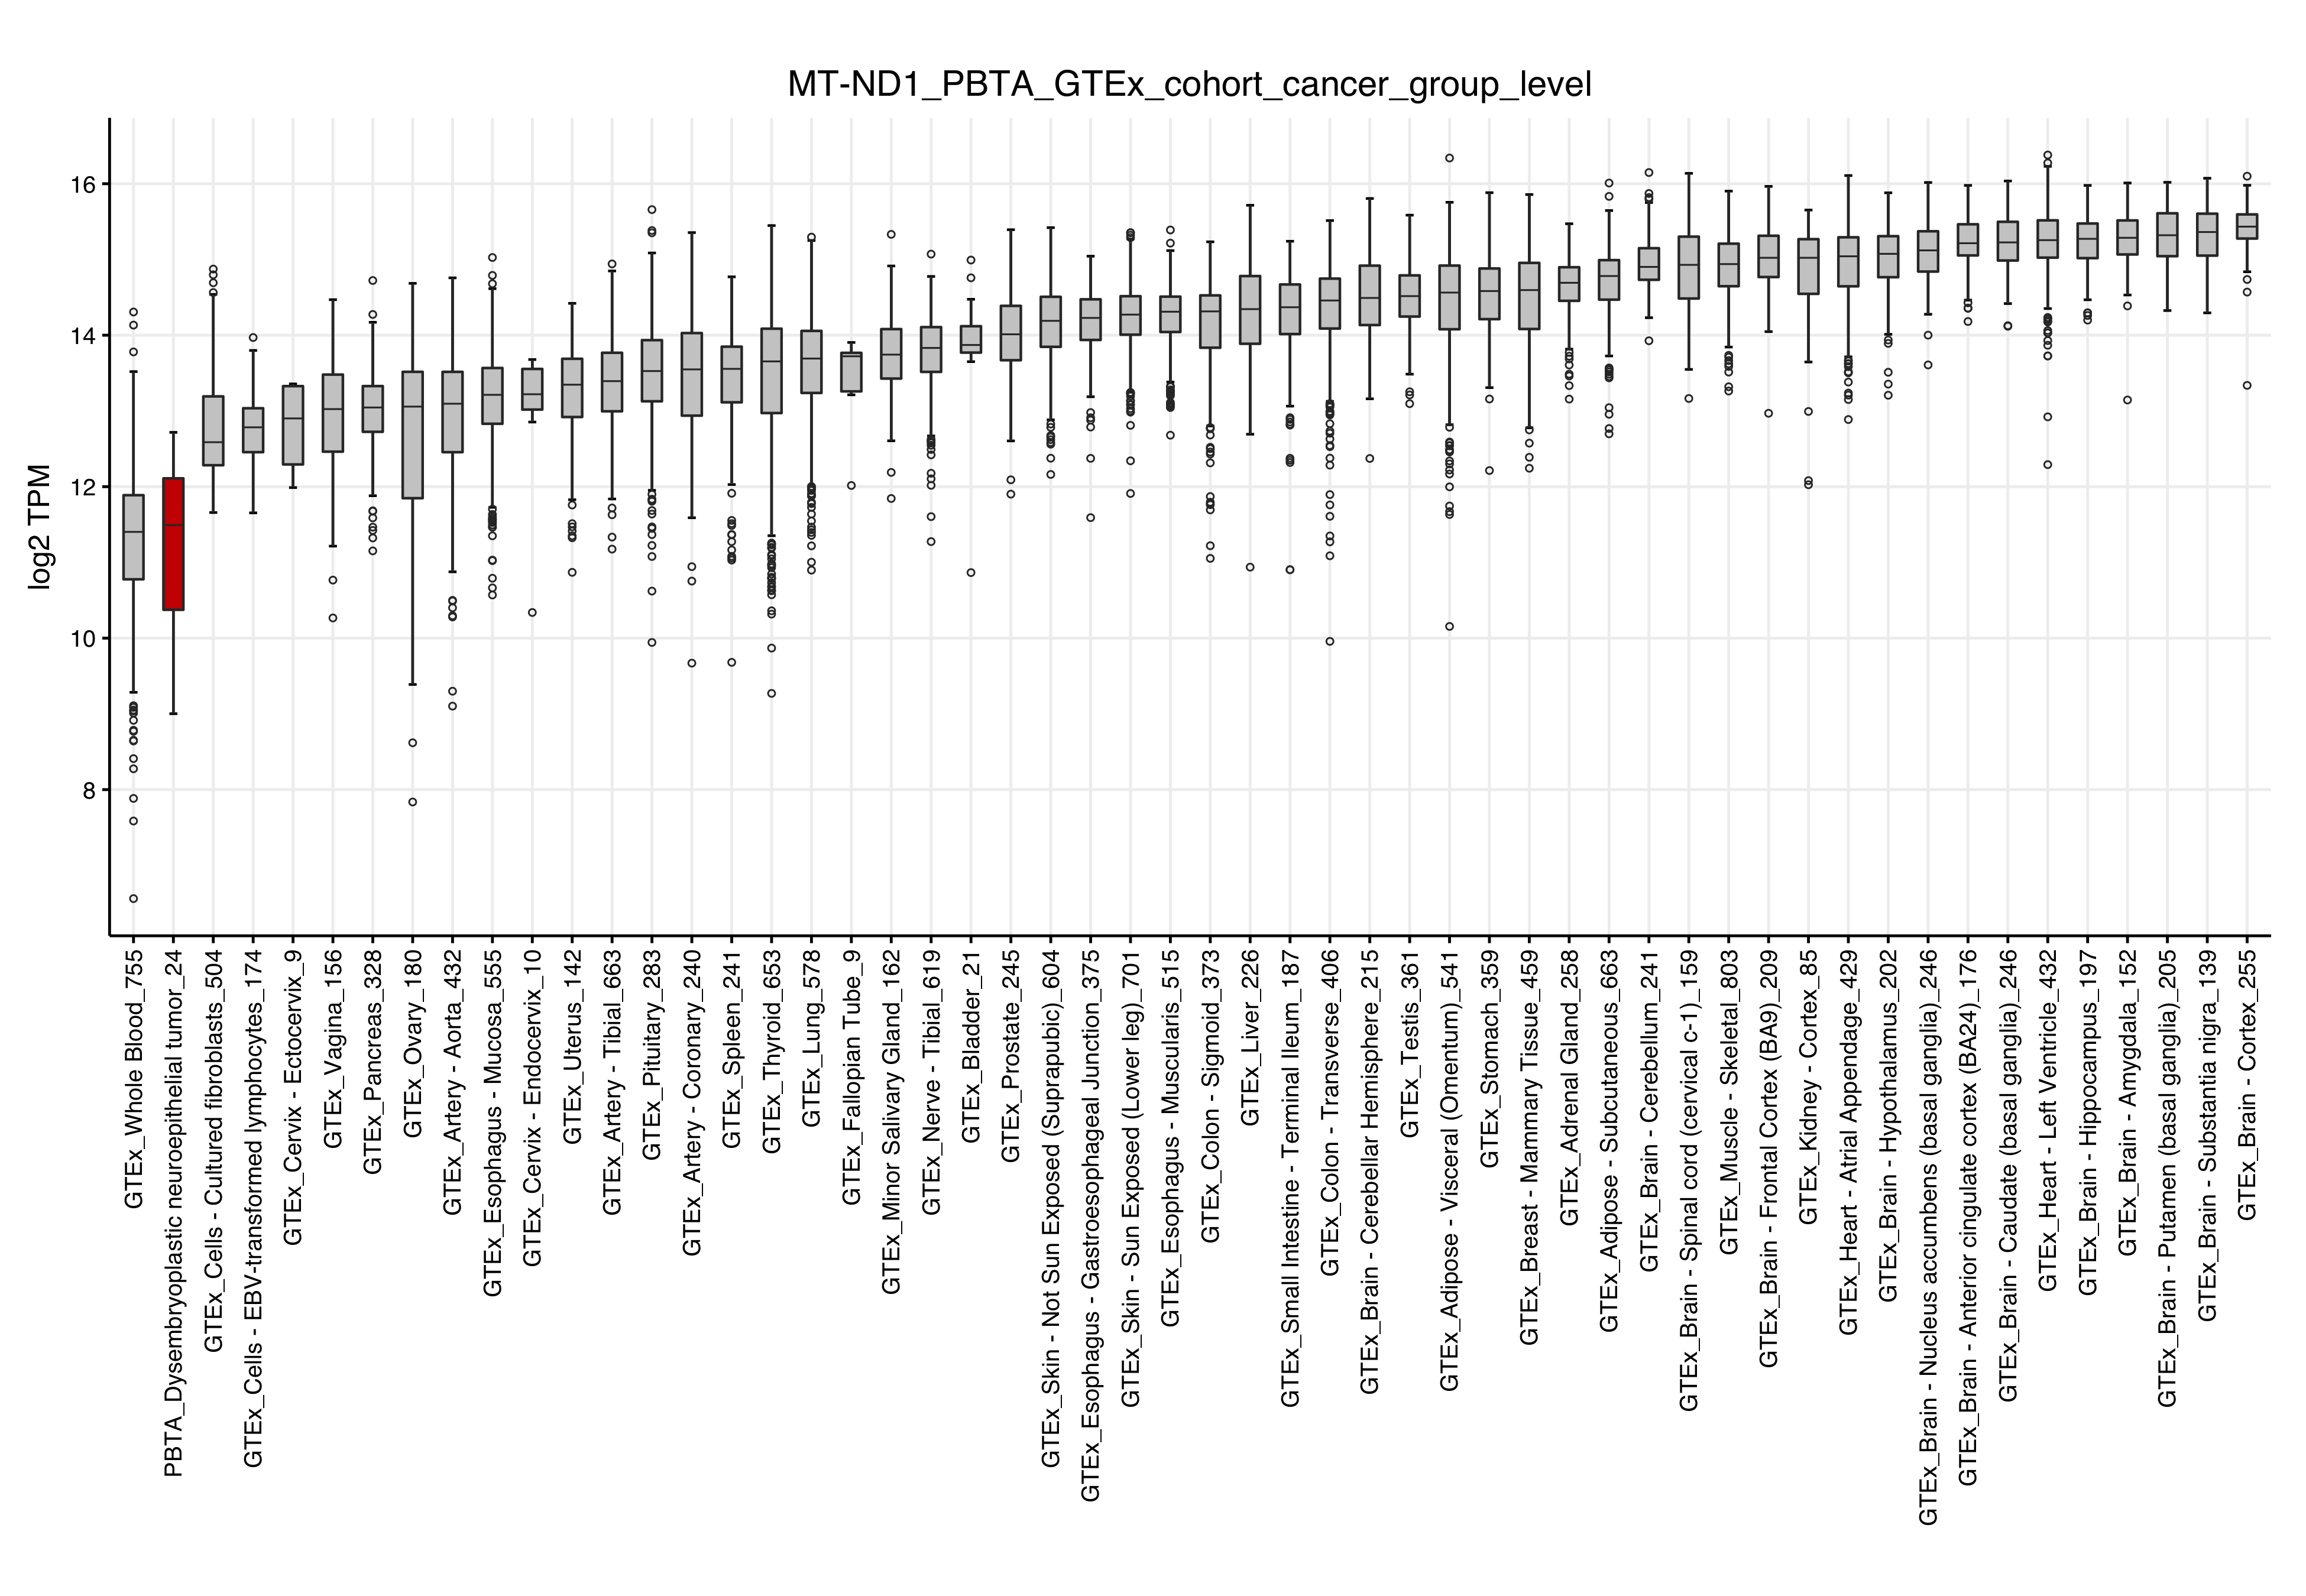 MT-ND1_PBTA_GTEx_cohort_cancer_group_level
log2 TPM
16
14
12
10
8
GTEx_Whole Blood_755
PBTA_Dysembryoplastic neuroepithelial tumor_24
GTEx_Cells - Cultured fibroblasts_504
GTEx_Cells - EBV-transformed lymphocytes_174
GTEx_Cervix - Ectocervix_9
GTEx_Vagina_156
GTEx_Pancreas_328
GTEx_Ovary_180
GTEx_Artery - Aorta_432
GTEx_Esophagus - Mucosa_555
GTEx_Cervix - Endocervix_10
GTEx_Uterus_142
GTEx_Artery - Tibial_663
GTEx_Pituitary_283
GTEx_Artery - Coronary_240
GTEx_Spleen_241
GTEx_Thyroid_653
GTEx_Lung_578
GTEx_Fallopian Tube_9
GTEx_Minor Salivary Gland_162
GTEx_Nerve - Tibial_619
GTEx_Bladder_21
GTEx_Prostate_245
GTEx_Skin - Not Sun Exposed (Suprapubic)_604
GTEx_Esophagus - Gastroesophageal Junction_375
GTEx_Skin - Sun Exposed (Lower leg)_701
GTEx_Esophagus - Muscularis_515
GTEx_Colon - Sigmoid_373
GTEx_Liver_226
GTEx_Small Intestine - Terminal Ileum_187
GTEx_Colon - Transverse_406
GTEx_Brain - Cerebellar Hemisphere_215
GTEx_Testis_361
GTEx_Adipose - Visceral (Omentum)_541
GTEx_Stomach_359
GTEx_Breast - Mammary Tissue_459
GTEx_Adrenal Gland_258
GTEx_Adipose - Subcutaneous_663
GTEx_Brain - Cerebellum_241
GTEx_Brain - Spinal cord (cervical c-1)_159
GTEx_Muscle - Skeletal_803
GTEx_Brain - Frontal Cortex (BA9)_209
GTEx_Kidney - Cortex_85
GTEx_Heart - Atrial Appendage_429
GTEx_Brain - Hypothalamus_202
GTEx_Brain - Nucleus accumbens (basal ganglia)_246
GTEx_Brain - Anterior cingulate cortex (BA24)_176
GTEx_Brain - Caudate (basal ganglia)_246
GTEx_Heart - Left Ventricle_432
GTEx_Brain - Hippocampus_197
GTEx_Brain - Amygdala_152
GTEx_Brain - Putamen (basal ganglia)_205
GTEx_Brain - Substantia nigra_139
GTEx_Brain - Cortex_255